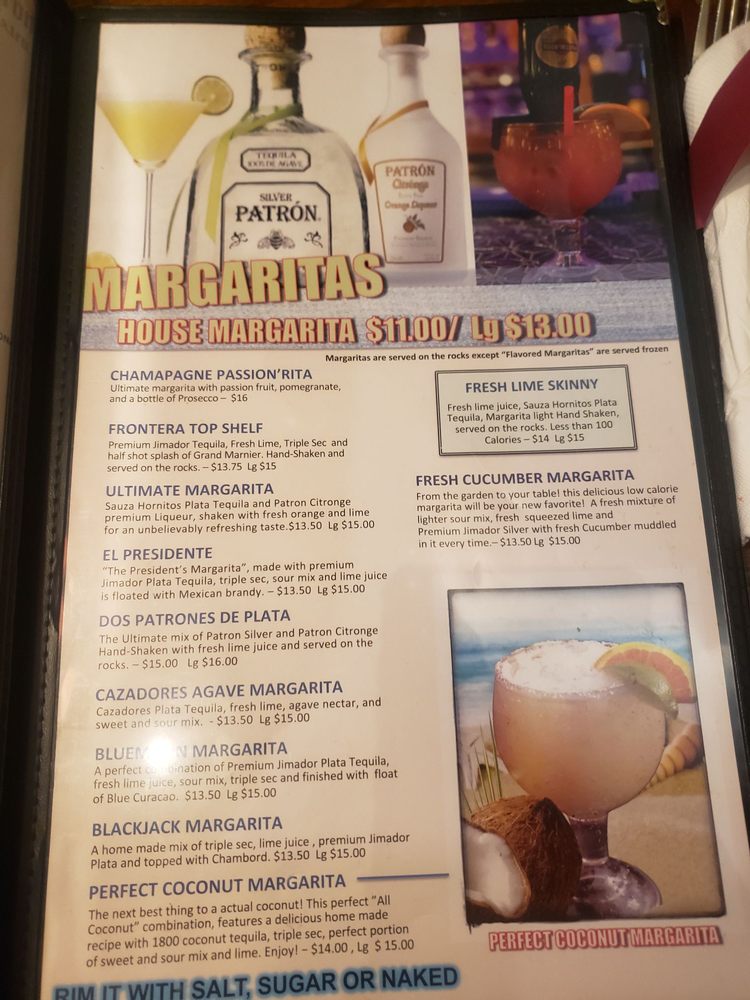 TEQUILA
100% DE AGAVE
SILVER
PATRÓN
PATRÓN
Citrónge
Orange Liqueur
MARGARITAS
HOUSE MARGARITA $11.00/ Lg $13.00
Margaritas are served on the rocks except "Flavored Margaritas" are served frozen
CHAMAPAGNE PASSION'RITA
Ultimate margarita with passion fruit, pomegranate,
and a bottle of Prosecco – $16
FRONTERA TOP SHELF
Premium Jimador Tequila, Fresh Lime, Triple Sec and
half shot splash of Grand Marnier. Hand-Shaken and
served on the rocks. – $13.75 Lg $15
ULTIMATE MARGARITA
Sauza Hornitos Plata Tequila and Patron Citronge
premium Liqueur, shaken with fresh orange and lime
for an unbelievably refreshing taste.$13.50 Lg $15.00
EL PRESIDENTE
"The President's Margarita", made with premium
Jimador Plata Tequila, triple sec, sour mix and lime juice
is floated with Mexican brandy. – $13.50 Lg $15.00
DOS PATRONES DE PLATA
The Ultimate mix of Patron Silver and Patron Citronge
Hand-Shaken with fresh lime juice and served on the
rocks. – $15.00 Lg $16.00
CAZADORES AGAVE MARGARITA
Cazadores Plata Tequila, fresh lime, agave nectar, and
sweet and sour mix. - $13.50 Lg $15.00
MARGARITA
A perfect combination of Premium Jimador Plata Tequila,
fresh lime juice, sour mix, triple sec and finished with float
of Blue Curacao. $13.50 Lg $15.00
BLACKJACK MARGARITA
A home made mix of triple sec, lime juice , premium Jimador
Plata and topped with Chambord. $13.50 Lg $15.00
PERFECT COCONUT MARGARITA
The next best thing to a actual coconut! This perfect "All
Coconut" combination, features a delicious home made
recipe with 1800 coconut tequila, triple sec, perfect portion
of sweet and sour mix and lime. Enjoy! – $14.00 , Lg $ 15.00
RIM IT WITH SALT, SUGAR OR NAKED
FRESH LIME SKINNY
Fresh lime juice, Sauza Hornitos Plata
Tequila, Margarita light Hand Shaken,
served on the rocks. Less than 100
Calories – $14 Lg $15
FRESH CUCUMBER MARGARITA
From the garden to your table! this delicious low calorie
margarita will be your new favorite! A fresh mixture of
lighter sour mix, fresh squeezed lime and
Premium Jimador Silver with fresh Cucumber muddled
in it every time.– $13.50 Lg $15.00
PERFECT COCONUT MARGARITA